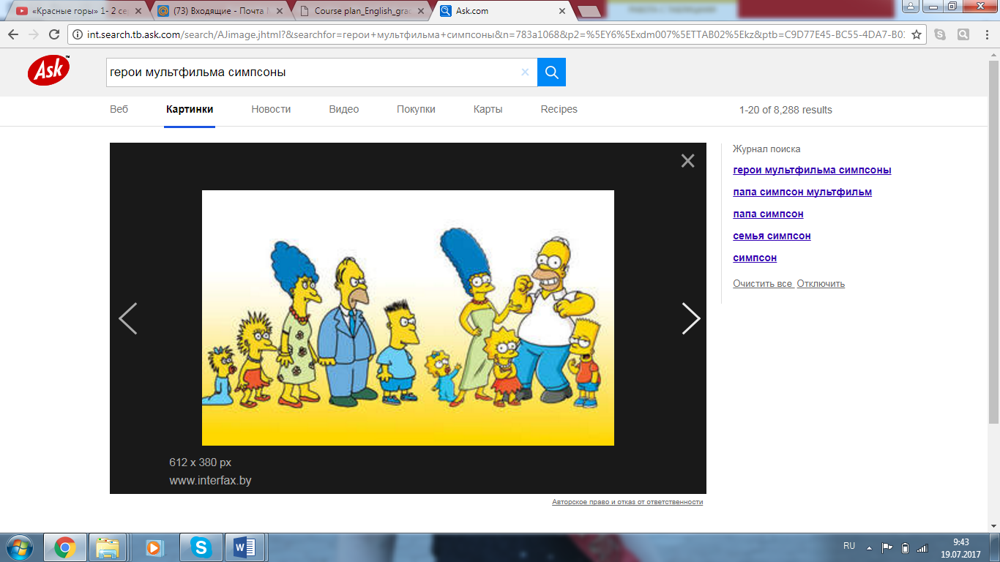 «Красные горы» 1- 2 се
(73) Входящие - Почта
Course plan_English_grac
Ask.com
int.search.tb.ask.com/search/AJimage.jhtml?&searchfor=герои+мультфильма+симпсоны&n=783a1068&p2=%5EY6%5Exdm007%5ETTAB02%5Ekz&ptb=C9D77E45-BC55-4DA7-B0
Ask™
герои мультфильма симпсоны
Веб Картинки Новости Видео Покупки Карты Recipes
1-20 of 8,288 results
Журнал поиска
герои мультфильма симпсоны
папа симпсон мультфильм
папа симпсон
семья симпсон
симпсон
Очистить все Отключить
612 x 380 px
www.interfax.by
Авторское право и отказ от ответственности
RU
9:43
19.07.2017